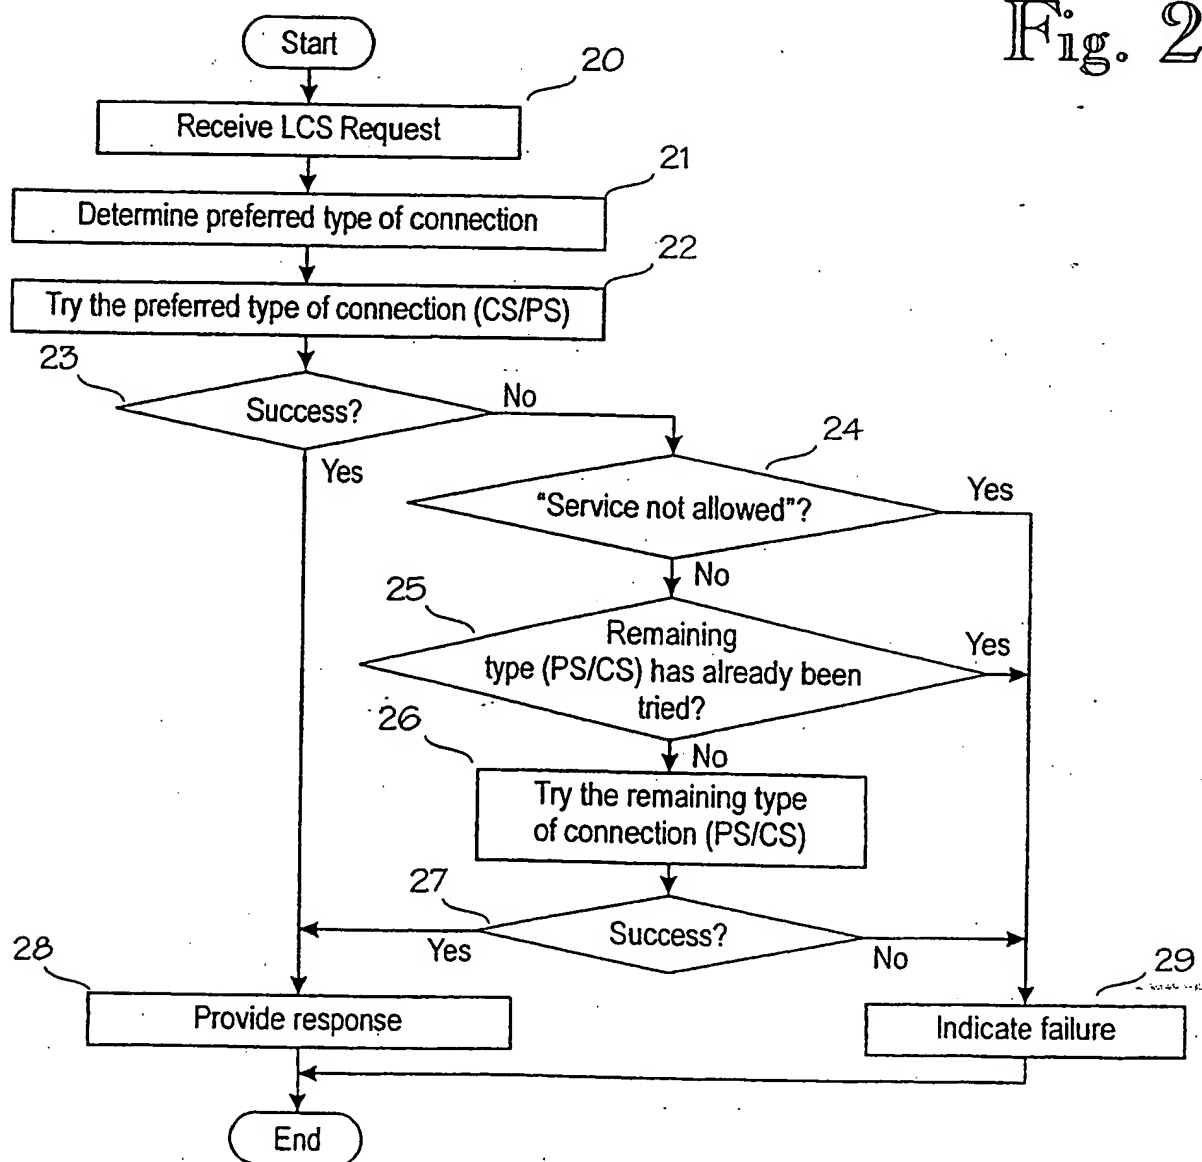 Fig. 2
Start
20
Receive LCS Request
21
Determine preferred type of connection
22
Try the preferred type of connection (CS/PS)
23
Success?
No
Yes
24
“Service not allowed”?
Yes
No
25
Remaining
type (PS/CS) has already been
tried?
Yes
No
26
Try the remaining type
of connection (PS/CS)
27
Success?
Yes
No
28
Provide response
29
Indicate failure
End